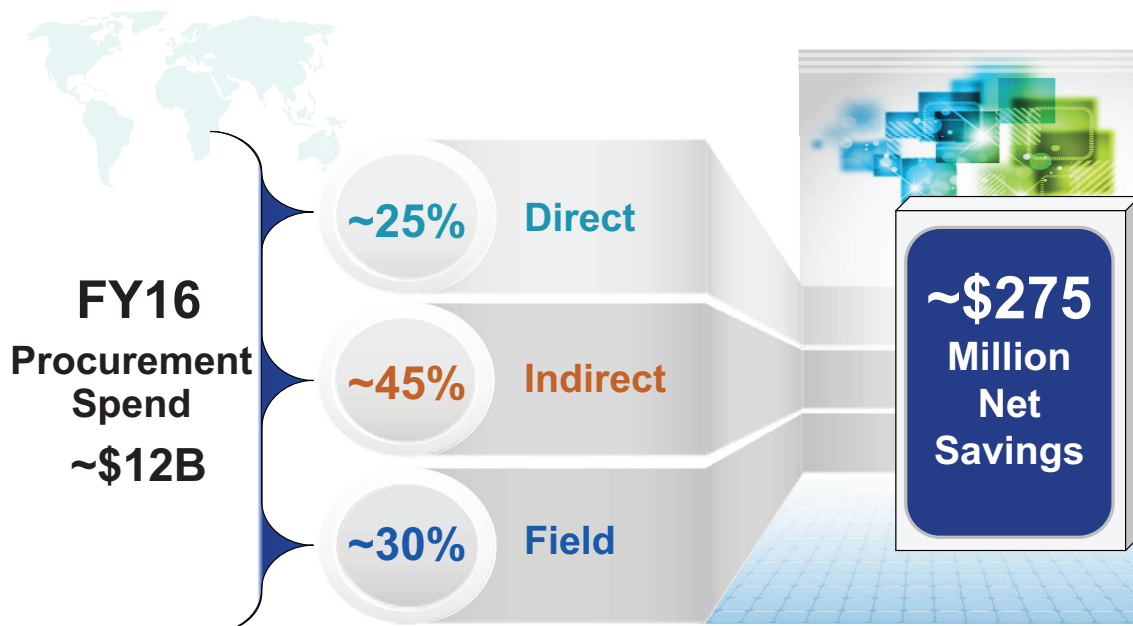 FY16
Procurement
Spend
~$12B
~25%
Direct
~45%
Indirect
~30%
Field
~$275
Million
Net
Savings